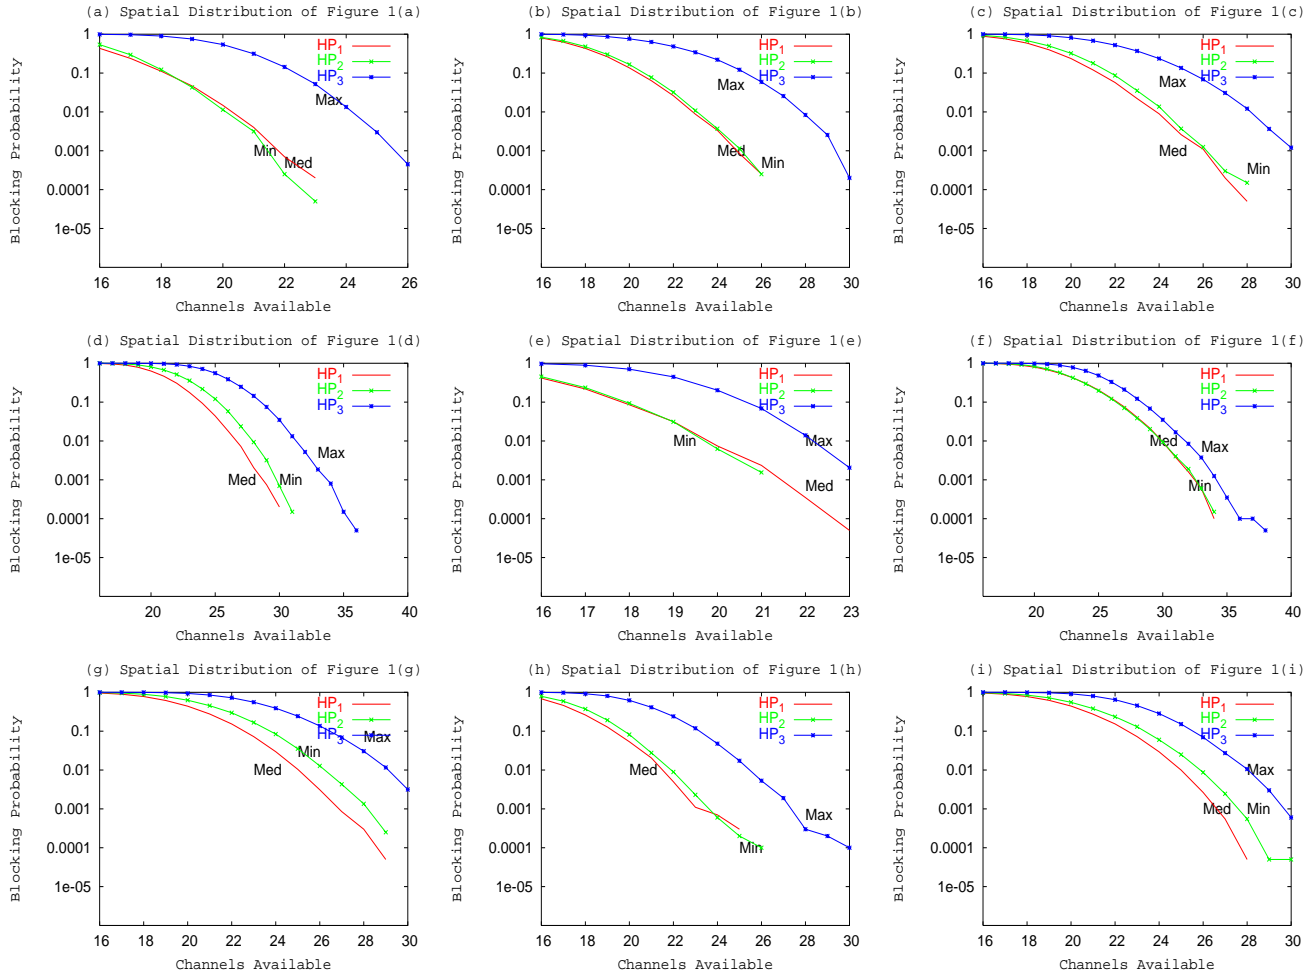 (a) Spatial Distribution of Figure 1(a)
Blocking Probability
1
0.1
0.01
0.001
0.0001
1e-05
HP1
HP2
HP3
Max
Min
Med
16 18 20 22 24 26
Channels Available
(b) Spatial Distribution of Figure 1(b)
Blocking Probability
1
0.1
0.01
0.001
0.0001
1e-05
HP1
HP2
HP3
Max
Med
Min
16 18 20 22 24 26 28 30
Channels Available
(c) Spatial Distribution of Figure 1(c)
Blocking Probability
1
0.1
0.01
0.001
0.0001
1e-05
HP1
HP2
HP3
Max
Med
Min
16 18 20 22 24 26 28 30
Channels Available
(d) Spatial Distribution of Figure 1(d)
Blocking Probability
1
0.1
0.01
0.001
0.0001
1e-05
HP1
HP2
HP3
Max
Med
Min
20 25 30 35 40
Channels Available
(e) Spatial Distribution of Figure 1(e)
Blocking Probability
1
0.1
0.01
0.001
0.0001
1e-05
HP1
HP2
HP3
Min
Max
Med
16 17 18 19 20 21 22 23
Channels Available
(f) Spatial Distribution of Figure 1(f)
Blocking Probability
1
0.1
0.01
0.001
0.0001
1e-05
HP1
HP2
HP3
Med
Max
Min
20 25 30 35 40
Channels Available
(g) Spatial Distribution of Figure 1(g)
Blocking Probability
1
0.1
0.01
0.001
0.0001
1e-05
HP1
HP2
HP3
Max
Min
Med
16 18 20 22 24 26 28 30
Channels Available
(h) Spatial Distribution of Figure 1(h)
Blocking Probability
1
0.1
0.01
0.001
0.0001
1e-05
HP1
HP2
HP3
Med
Max
Min
16 18 20 22 24 26 28 30
Channels Available
(i) Spatial Distribution of Figure 1(i)
Blocking Probability
1
0.1
0.01
0.001
0.0001
1e-05
HP1
HP2
HP3
Max
Med
Min
16 18 20 22 24 26 28 30
Channels Available